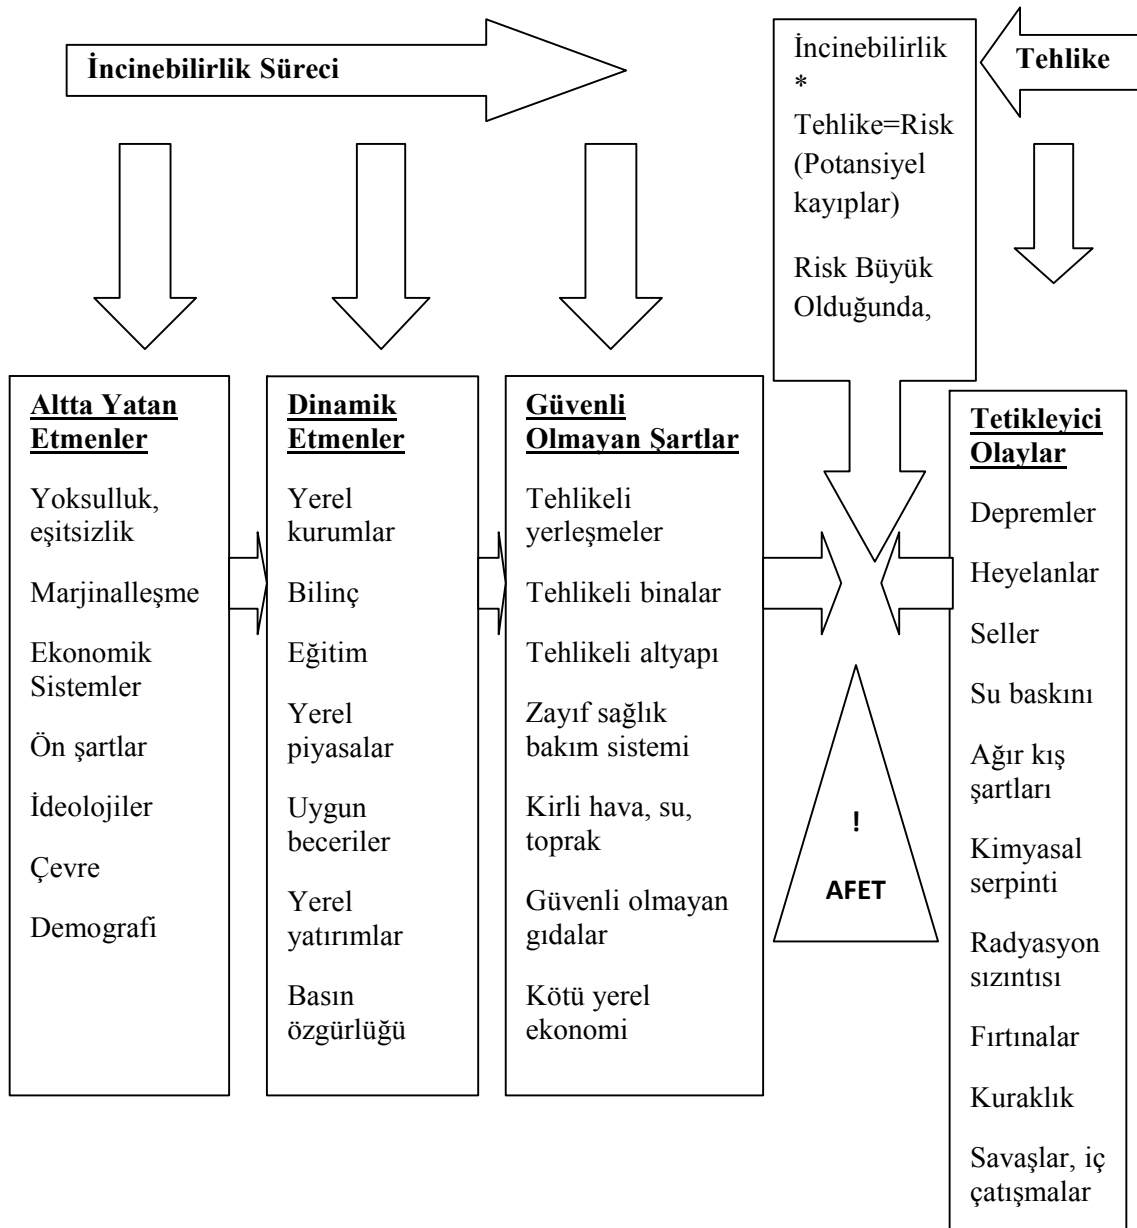 İncinebilirlik Süreci
İncinebilirlik
*
Tehlike=Risk
(Potansiyel
kayıplar)
Risk Büyük
Olduğunda,
Tehlike
Altta Yatan
Etmenler
Yoksulluk,
eşitsizlik
Marjinalleşme
Ekonomik
Sistemler
Ön şartlar
İdeolojiler
Çevre
Demografi
Dinamik
Etmenler
Yerel
kurumlar
Bilinç
Eğitim
Yerel
piyasalar
Uygun
beceriler
Yerel
yatırımlar
Basın
özgürlüğü
Güvenli
Olmayan Şartlar
Tehlikeli
yerleşmeler
Tehlikeli binalar
Tehlikeli altyapı
Zayıf sağlık
bakım sistemi
Kirli hava, su,
toprak
Güvenli olmayan
gıdalar
Kötü yerel
ekonomi
!
AFET
Tetikleyici
Olaylar
Depremler
Heyelanlar
Seller
Su baskını
Ağır kış
şartları
Kimyasal
serpinti
Radyasyon
sızıntısı
Fırtınalar
Kuraklık
Savaşlar, iç
çatışmalar